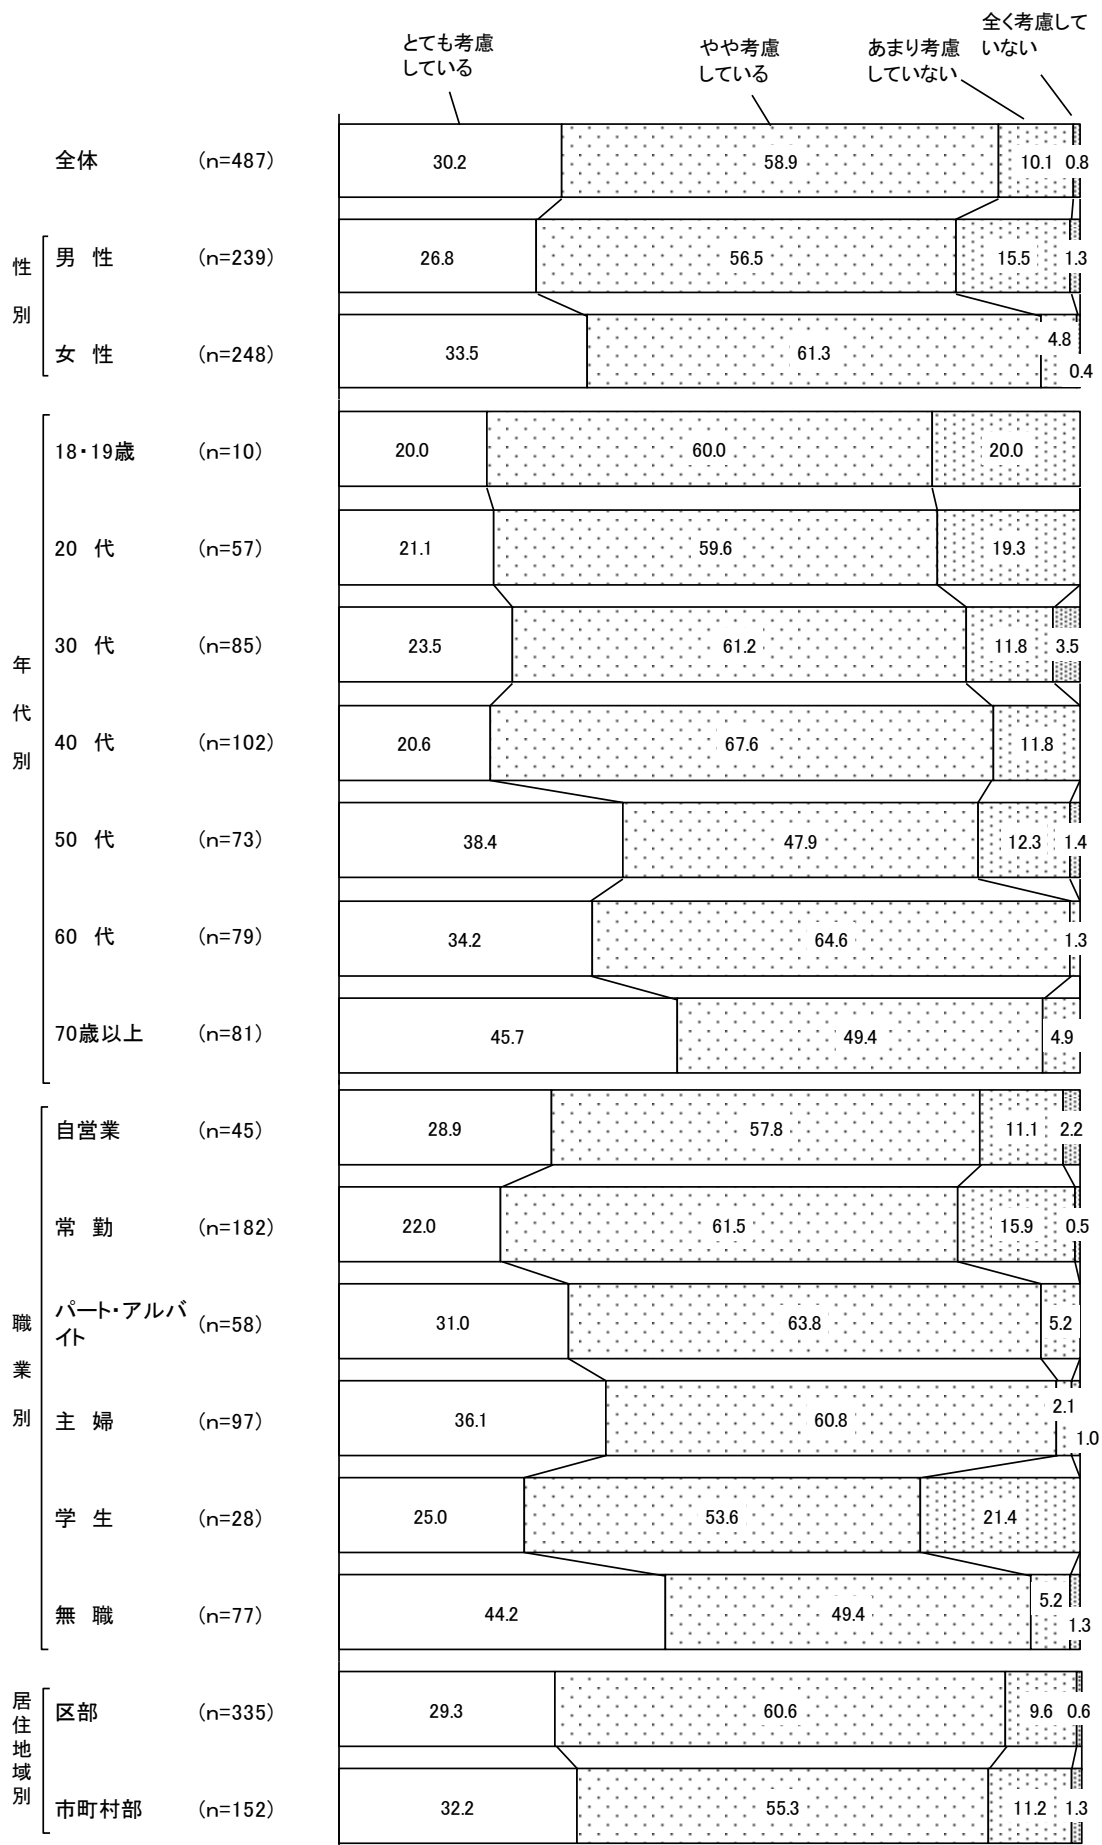 とても考慮
している
やや考慮
している
あまり考慮
していない
全く考慮して
いない
全体 (n=487) 30.2 58.9 10.1 0.8
性別
男 性 (n=239) 26.8 56.5 15.5 1.3
女 性 (n=248) 33.5 61.3 4.8 0.4
年代別
18・19歳 (n=10) 20.0 60.0 20.0
20 代 (n=57) 21.1 59.6 19.3
30 代 (n=85) 23.5 61.2 11.8 3.5
40 代 (n=102) 20.6 67.6 11.8
50 代 (n=73) 38.4 47.9 12.3 1.4
60 代 (n=79) 34.2 64.6 1.3
70歳以上 (n=81) 45.7 49.4 4.9
職業別
自営業 (n=45) 28.9 57.8 11.1 2.2
常 勤 (n=182) 22.0 61.5 15.9 0.5
パート・アルバ
イト (n=58) 31.0 63.8 5.2
主 婦 (n=97) 36.1 60.8 2.1 1.0
学 生 (n=28) 25.0 53.6 21.4
無 職 (n=77) 44.2 49.4 5.2 1.3
居住地域別
区部 (n=335) 29.3 60.6 9.6 0.6
市町村部 (n=152) 32.2 55.3 11.2 1.3